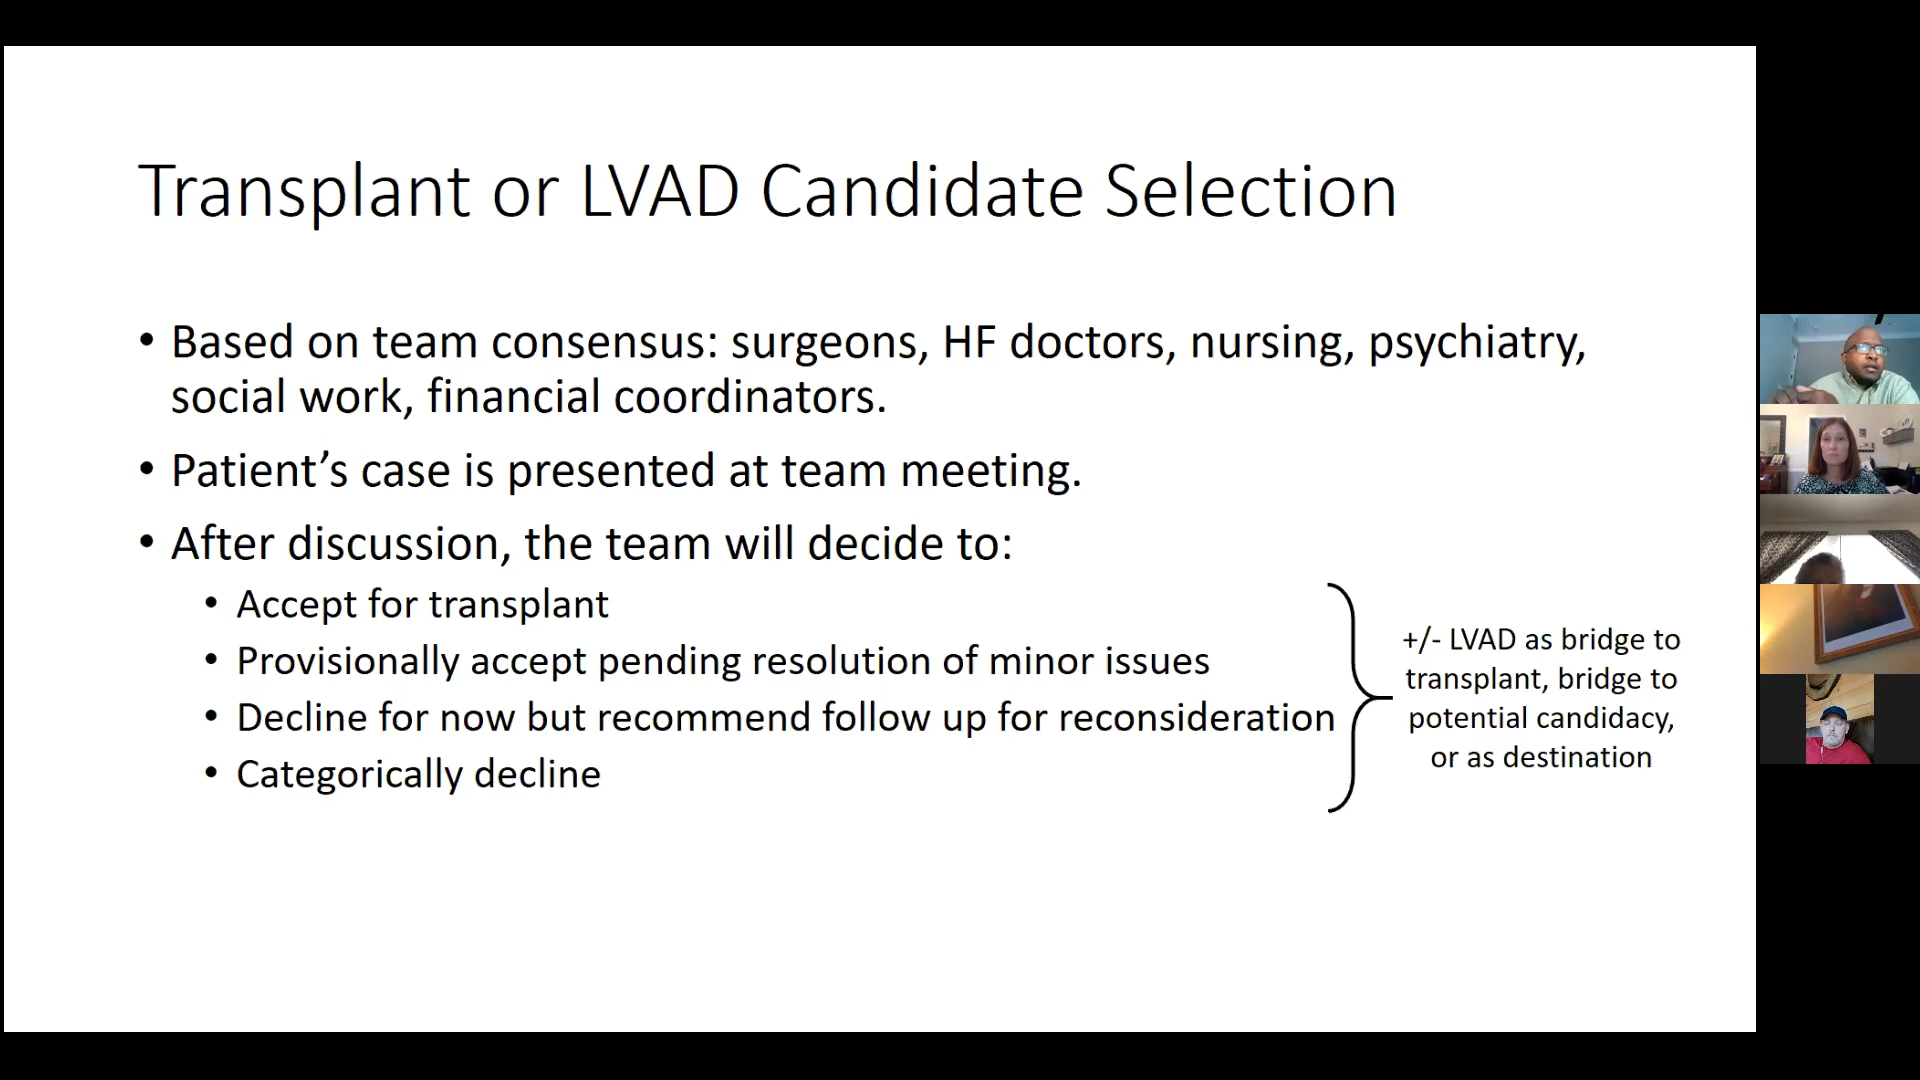 Transplant or LVAD Candidate Selection
• Based on team consensus: surgeons, HF doctors, nursing, psychiatry,
social work, financial coordinators.
• Patient’s case is presented at team meeting.
• After discussion, the team will decide to:
• Accept for transplant
• Provisionally accept pending resolution of minor issues
• Decline for now but recommend follow up for reconsideration
• Categorically decline
+/- LVAD as bridge to
transplant, bridge to
potential candidacy,
or as destination